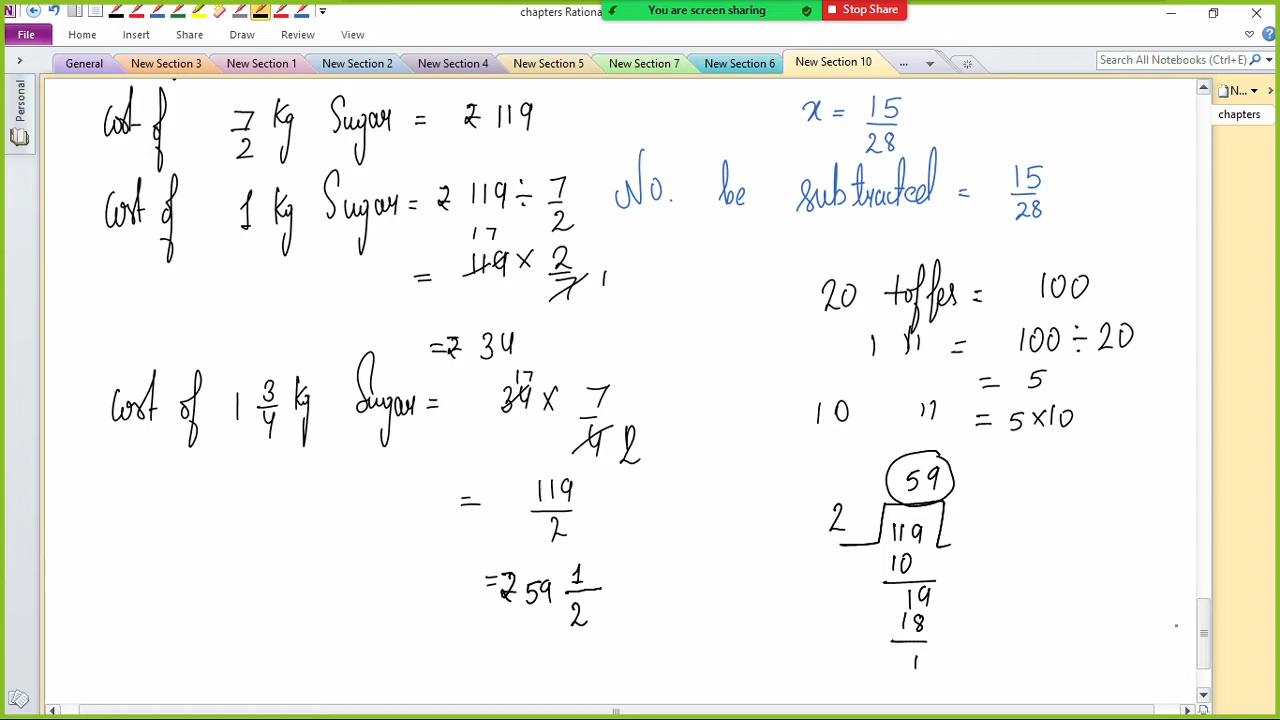 chapters Rationa
You are screen sharing
Stop Share
File Home Insert Share Draw Review View
General New Section 3 New Section 1 New Section 2 New Section 4 New Section 5 New Section 7 New Section 6 New Section 10 ...
Search All Notebooks (Ctrl+E)
Personal
N...
chapters
Cost of 7/2 Kg Sugar = ₹ 119
Cost of 1 Kg Sugar = ₹ 119 ÷ 7/2
17
= 119 × 2/7 1
= ₹ 34
17
Cost of 1 3/4 Kg Sugar = 34 × 7/4 2
= 119/2
= ₹ 59 1/2
x = 15/28
No. be subtracted = 15/28
20 toffes = 100
1 " = 100 ÷ 20
= 5
10 " = 5×10
59
2 119
10
19
18
1